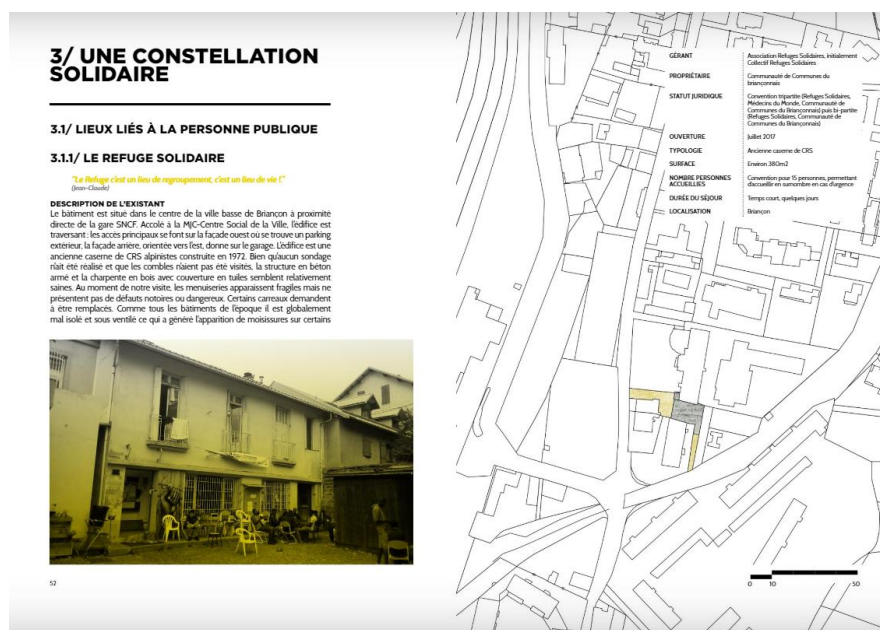 3/ UNE CONSTELLATION
SOLIDAIRE
3.1/ LIEUX LIÉS À LA PERSONNE PUBLIQUE
3.1.1/ LE REFUGE SOLIDAIRE
"Le Refuge c'est un lieu de regroupement, c'est un lieu de vie !"
(Jean-Claude)
DESCRIPTION DE L'EXISTANT
Le bâtiment est situé dans le centre de la ville basse de Briançon à proximité
directe de la gare SNCF. Accolé à la MJC-Centre Social de la Ville, l'édifice est
traversant : les accès principaux se font sur la façade ouest où se trouve un parking
extérieur, la façade arrière, orientée vers l'est, donne sur le garage. L'édifice est une
ancienne caserne de CRS alpinistes construite en 1972. Bien qu'aucun sondage
n'ait été réalisé et que les combles n'aient pas été visités, la structure en béton
armé et la charpente en bois avec couverture en tuiles semblent relativement
saines. Au moment de notre visite, les menuiseries apparaissent fragiles mais ne
présentent pas de défauts notoires ou dangereux. Certains carreaux demandent
à être remplacés. Comme tous les bâtiments de l'époque il est globalement
mal isolé et sous ventilé ce qui a généré l'apparition de moisissures sur certains
52
GÉRANT Association Refuges Solidaires, initialement
Collectif Refuges Solidaires
PROPRIÉTAIRE Communauté de Communes du
briançonnais
STATUT JURIDIQUE Convention tripartite (Refuges Solidaires,
Médecins du Monde, Communauté de
Communes du Briançonnais) puis bi-partite
(Refuges Solidaires, Communauté de
Communes du Briançonnais)
OUVERTURE Juillet 2017
TYPOLOGIE Ancienne caserne de CRS
SURFACE Environ 380m2
NOMBRE PERSONNES Convention pour 15 personnes, permettant
ACCUEILLIES d'accueillir en surnombre en cas d'urgence
DURÉE DU SÉJOUR Temps court, quelques jours
LOCALISATION Briançon
0 10 50